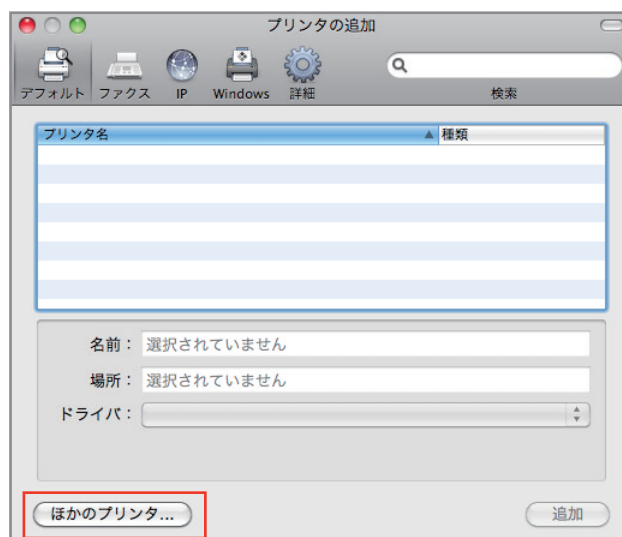 プリンタの追加
デフォルト ファクス IP Windows 詳細 検索
プリンタ名 種類
名前： 選択されていません
場所： 選択されていません
ドライバ：
ほかのプリンタ... 追加